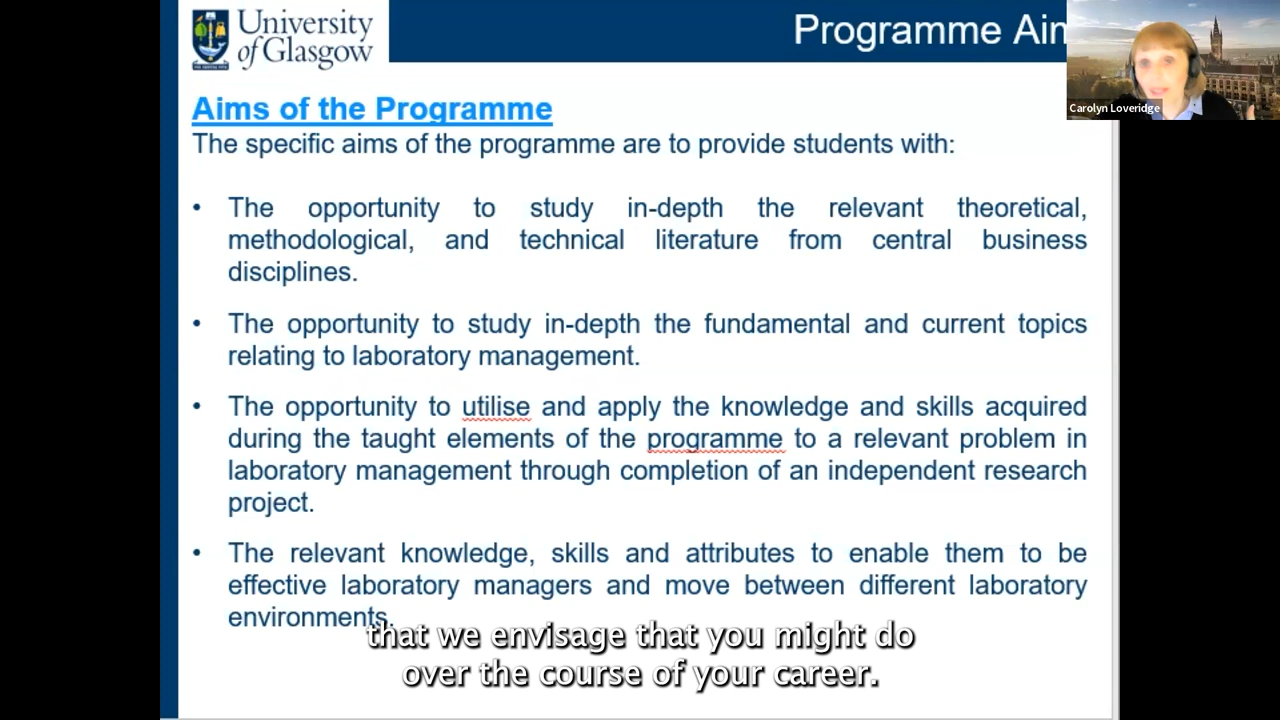 University
of Glasgow
Programme Aim
Carolyn Loveridge
Aims of the Programme
The specific aims of the programme are to provide students with:
• The opportunity to study in-depth the relevant theoretical,
methodological, and technical literature from central business
disciplines.
• The opportunity to study in-depth the fundamental and current topics
relating to laboratory management.
• The opportunity to utilise and apply the knowledge and skills acquired
during the taught elements of the programme to a relevant problem in
laboratory management through completion of an independent research
project.
• The relevant knowledge, skills and attributes to enable them to be
effective laboratory managers and move between different laboratory
environments.
that we envisage that you might do
over the course of your career.